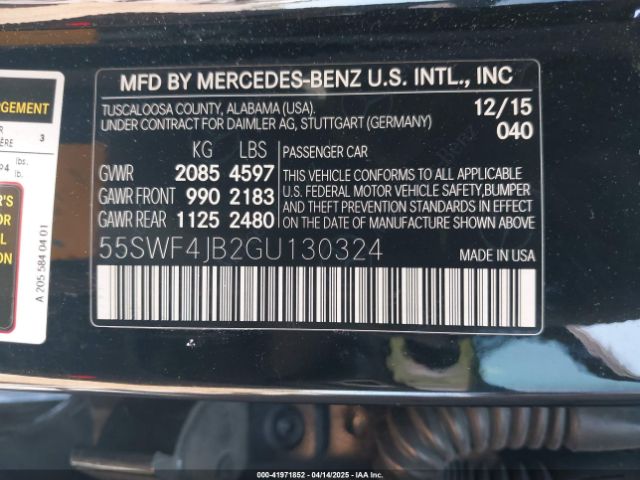 MFD BY MERCEDES-BENZ U.S. INTL., INC
TUSCALOOSA COUNTY, ALABAMA (USA).
UNDER CONTRACT FOR DAIMLER AG, STUTTGART (GERMANY)
12/15
040
KG LBS
GVWR 2085 4597
GAWR FRONT 990 2183
GAWR REAR 1125 2480
PASSENGER CAR
THIS VEHICLE CONFORMS TO ALL APPLICABLE
U.S. FEDERAL MOTOR VEHICLE SAFETY, BUMPER
AND THEFT PREVENTION STANDARDS IN EFFECT
ON THE DATE OF MANUFACTURE SHOWN ABOVE.
55SWF4JB2GU130324
MADE IN USA
3
lbs
A 205 584 04 01
00-41971852 - 04/14/2025 - IAA Inc.